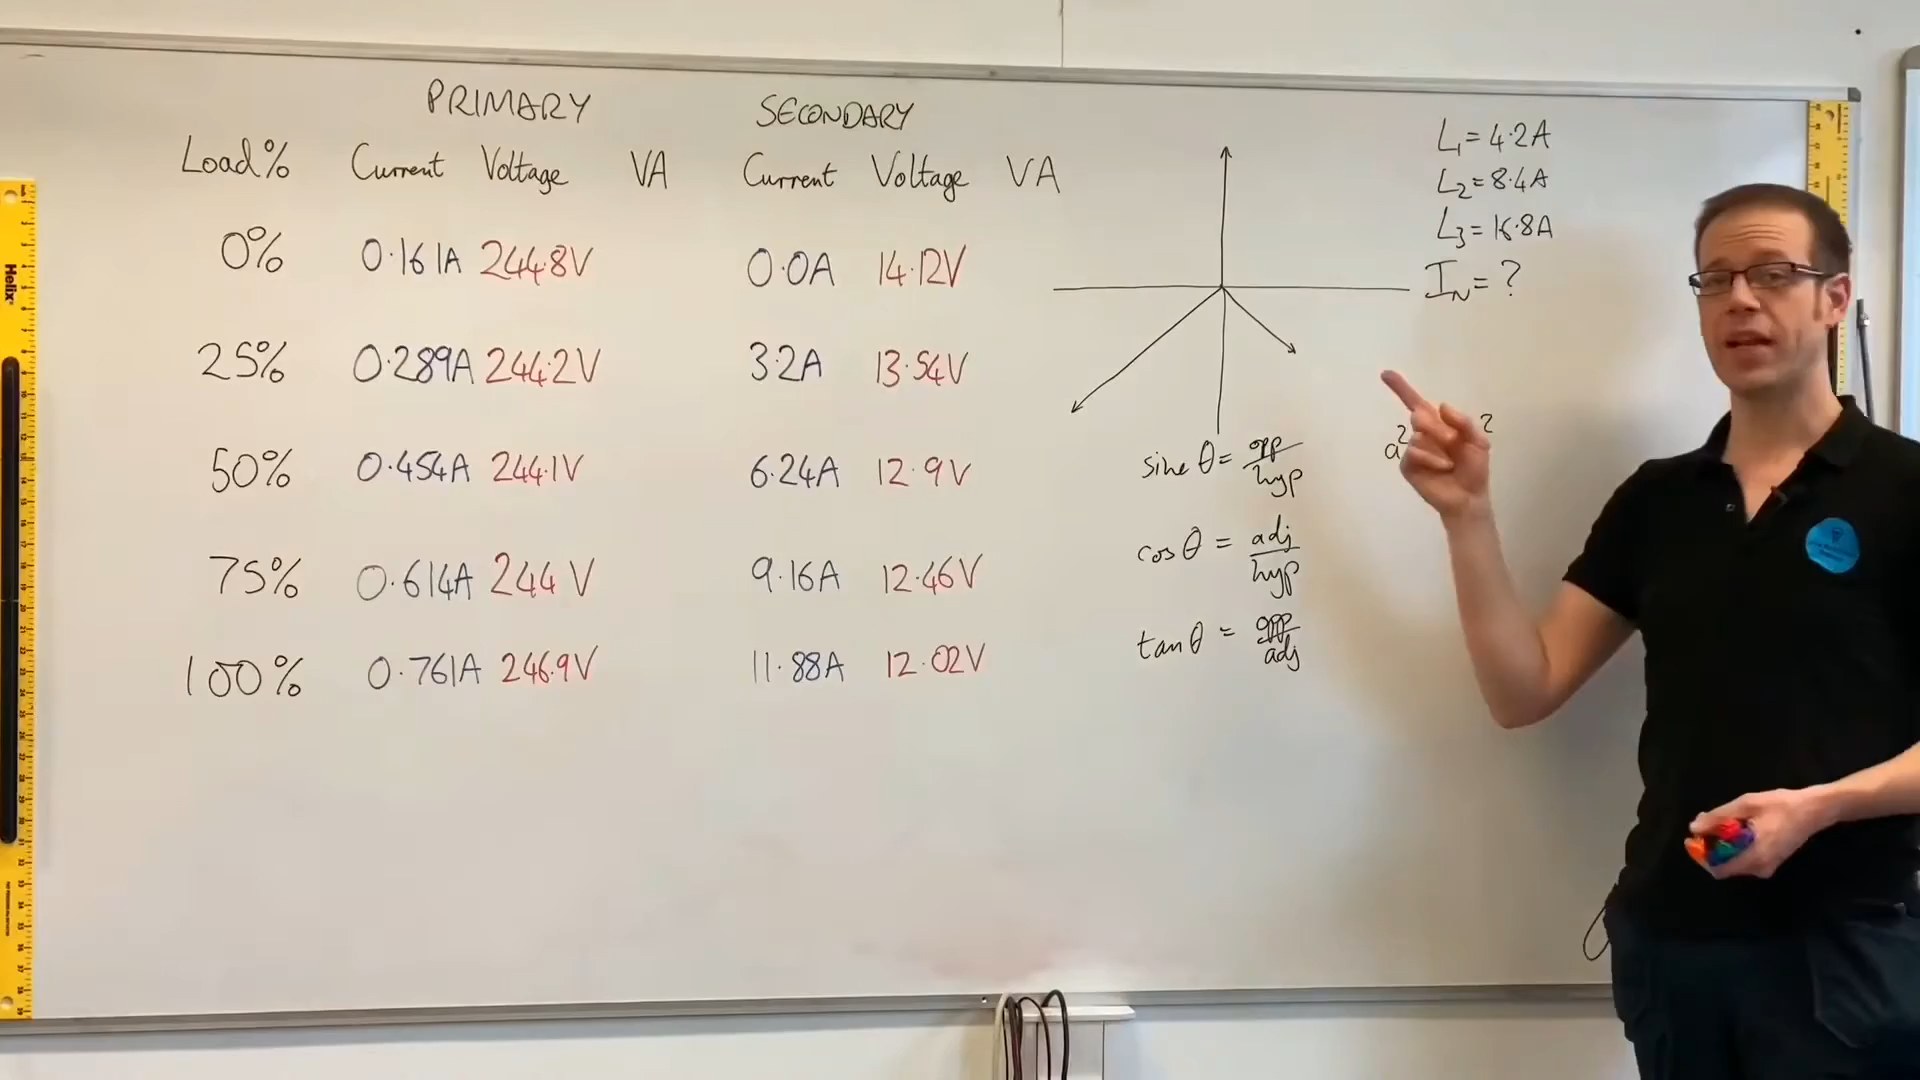 PRIMARY SECONDARY
Load% Current Voltage VA Current Voltage VA
0% 0.161A 244.8V 0.0A 14.12V
25% 0.289A 244.2V 3.2A 13.54V
50% 0.454A 244.1V 6.24A 12.9V
75% 0.614A 244V 9.16A 12.46V
100% 0.761A 246.9V 11.88A 12.02V
L1=4.2A
L2=8.4A
L3=16.8A
IN=?
sine θ = opp/hyp
cos θ = adj/hyp
tan θ = opp/adj
a² ²
Helix